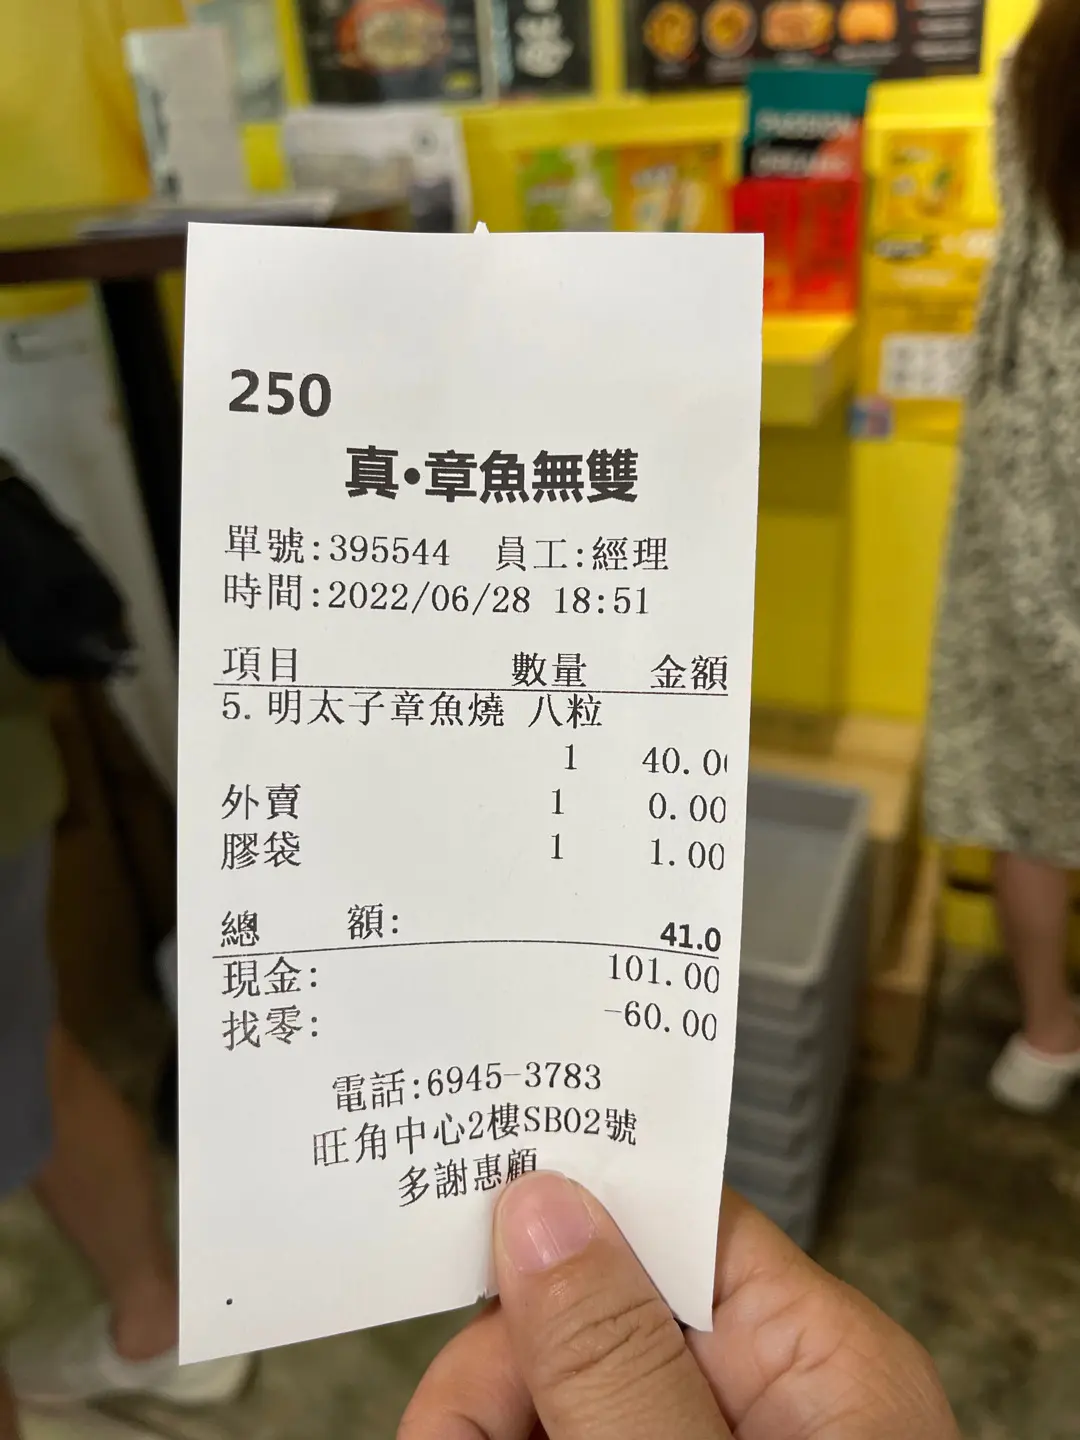 250
真•章魚無雙
單號:395544 員工:經理
時間:2022/06/28 18:51
項目 數量 金額
5. 明太子章魚燒 八粒
1 40.00
外賣 1 0.00
膠袋 1 1.00
總 額: 41.0
現金: 101.00
找零: -60.00
電話:6945-3783
旺角中心2樓SB02號
多謝惠顧